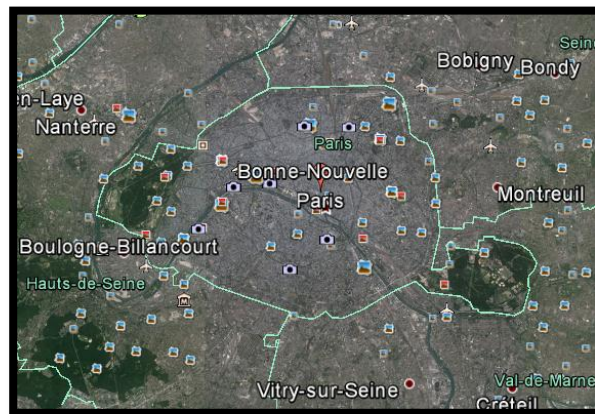 Seine
Bobigny Bondy
en-Laye
Nanterre
Paris
Bonne-Nouvelle
Paris
Montreuil
Boulogne-Billancourt
Hauts-de-Seine
Vitry-sur-Seine
Val-de-Marne
Créteil